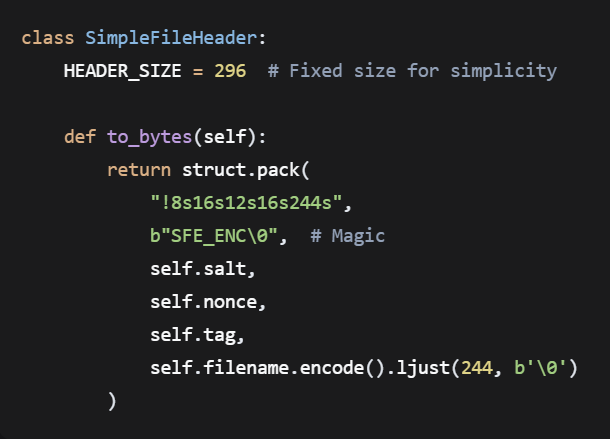 class SimpleFileHeader:
    HEADER_SIZE = 296  # Fixed size for simplicity

    def to_bytes(self):
        return struct.pack(
            "!8s16s12s16s244s",
            b"SFE_ENC\0",  # Magic
            self.salt,
            self.nonce,
            self.tag,
            self.filename.encode().ljust(244, b'\0')
        )